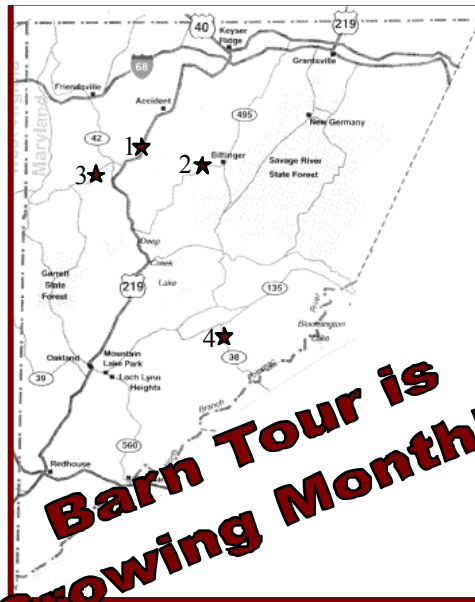 219
40
Keyser
Ridge
Grantsville
68
Friendsville
Accident
495
42
New Germany
Maryland
1
Bittinger
2
3
Savage River
State Forest
Deep
Creek
Lake
Garrett
State
Forest
219
135
River
Bloomington
Lake
4
38
Oakland
Mountain
Lake Park
Loch Lynn
Heights
39
Branch
560
Redhouse
Barn Tour is
Growing Month